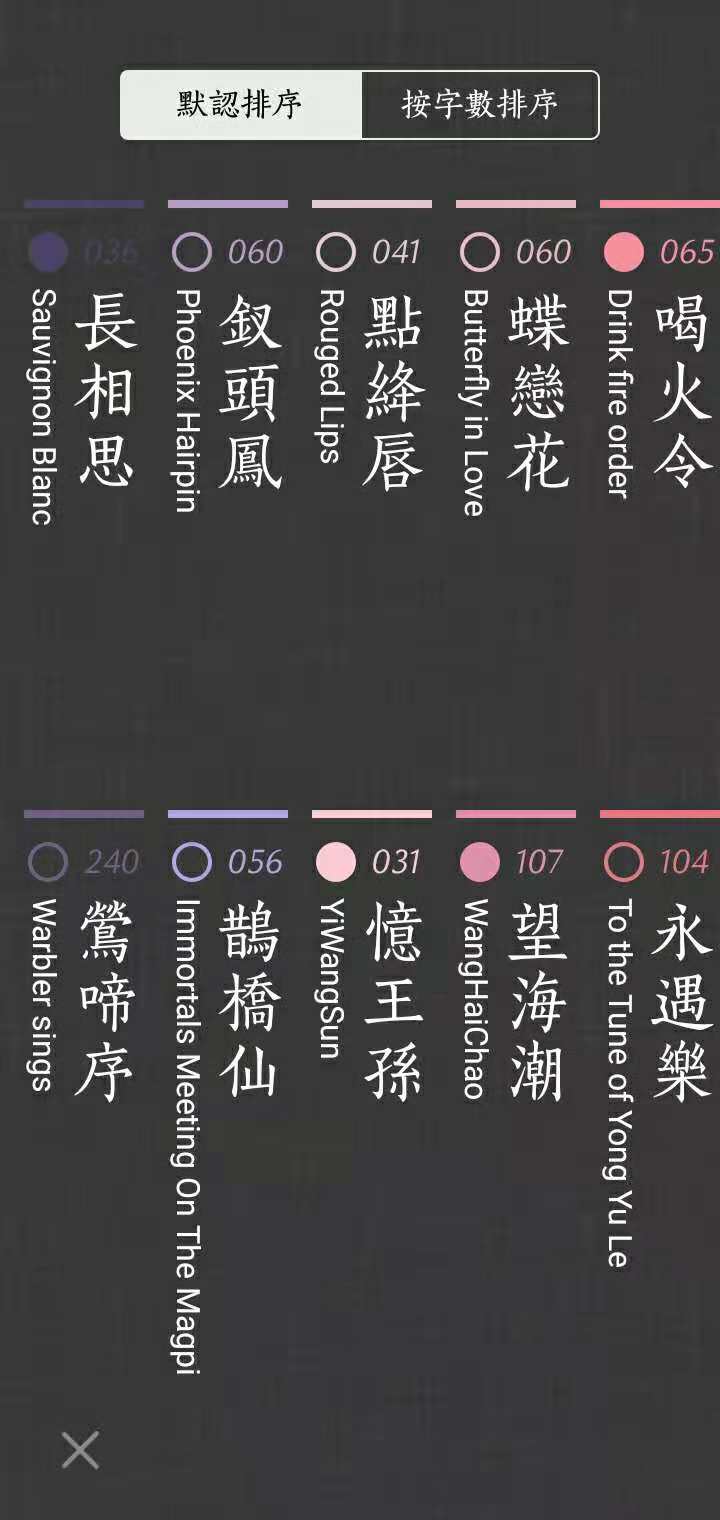 默認排序
按字數排序
036
長相思
Sauvignon Blanc
060
釵頭鳳
Phoenix Hairpin
041
點絳唇
Rouged Lips
060
蝶戀花
Butterfly in Love
065
喝火令
Drink fire order
240
鶯啼序
Warbler sings
056
鵲橋仙
Immortals Meeting On The Magpi
031
憶王孫
YiWangSun
107
望海潮
WangHaiChao
104
永遇樂
To the Tune of Yong Yu Le